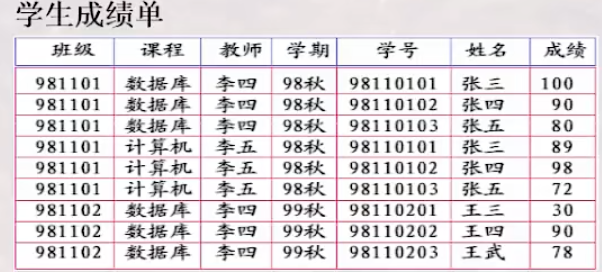 学生成绩单
班级 课程 教师 学期 学号 姓名 成绩
981101 数据库 李四 98秋 98110101 张三 100
981101 数据库 李四 98秋 98110102 张四 90
981101 数据库 李四 98秋 98110103 张五 80
981101 计算机 李五 98秋 98110101 张三 89
981101 计算机 李五 98秋 98110102 张四 98
981101 计算机 李五 98秋 98110103 张五 72
981102 数据库 李四 99秋 98110201 王三 30
981102 数据库 李四 99秋 98110202 王四 90
981102 数据库 李四 99秋 98110203 王武 78